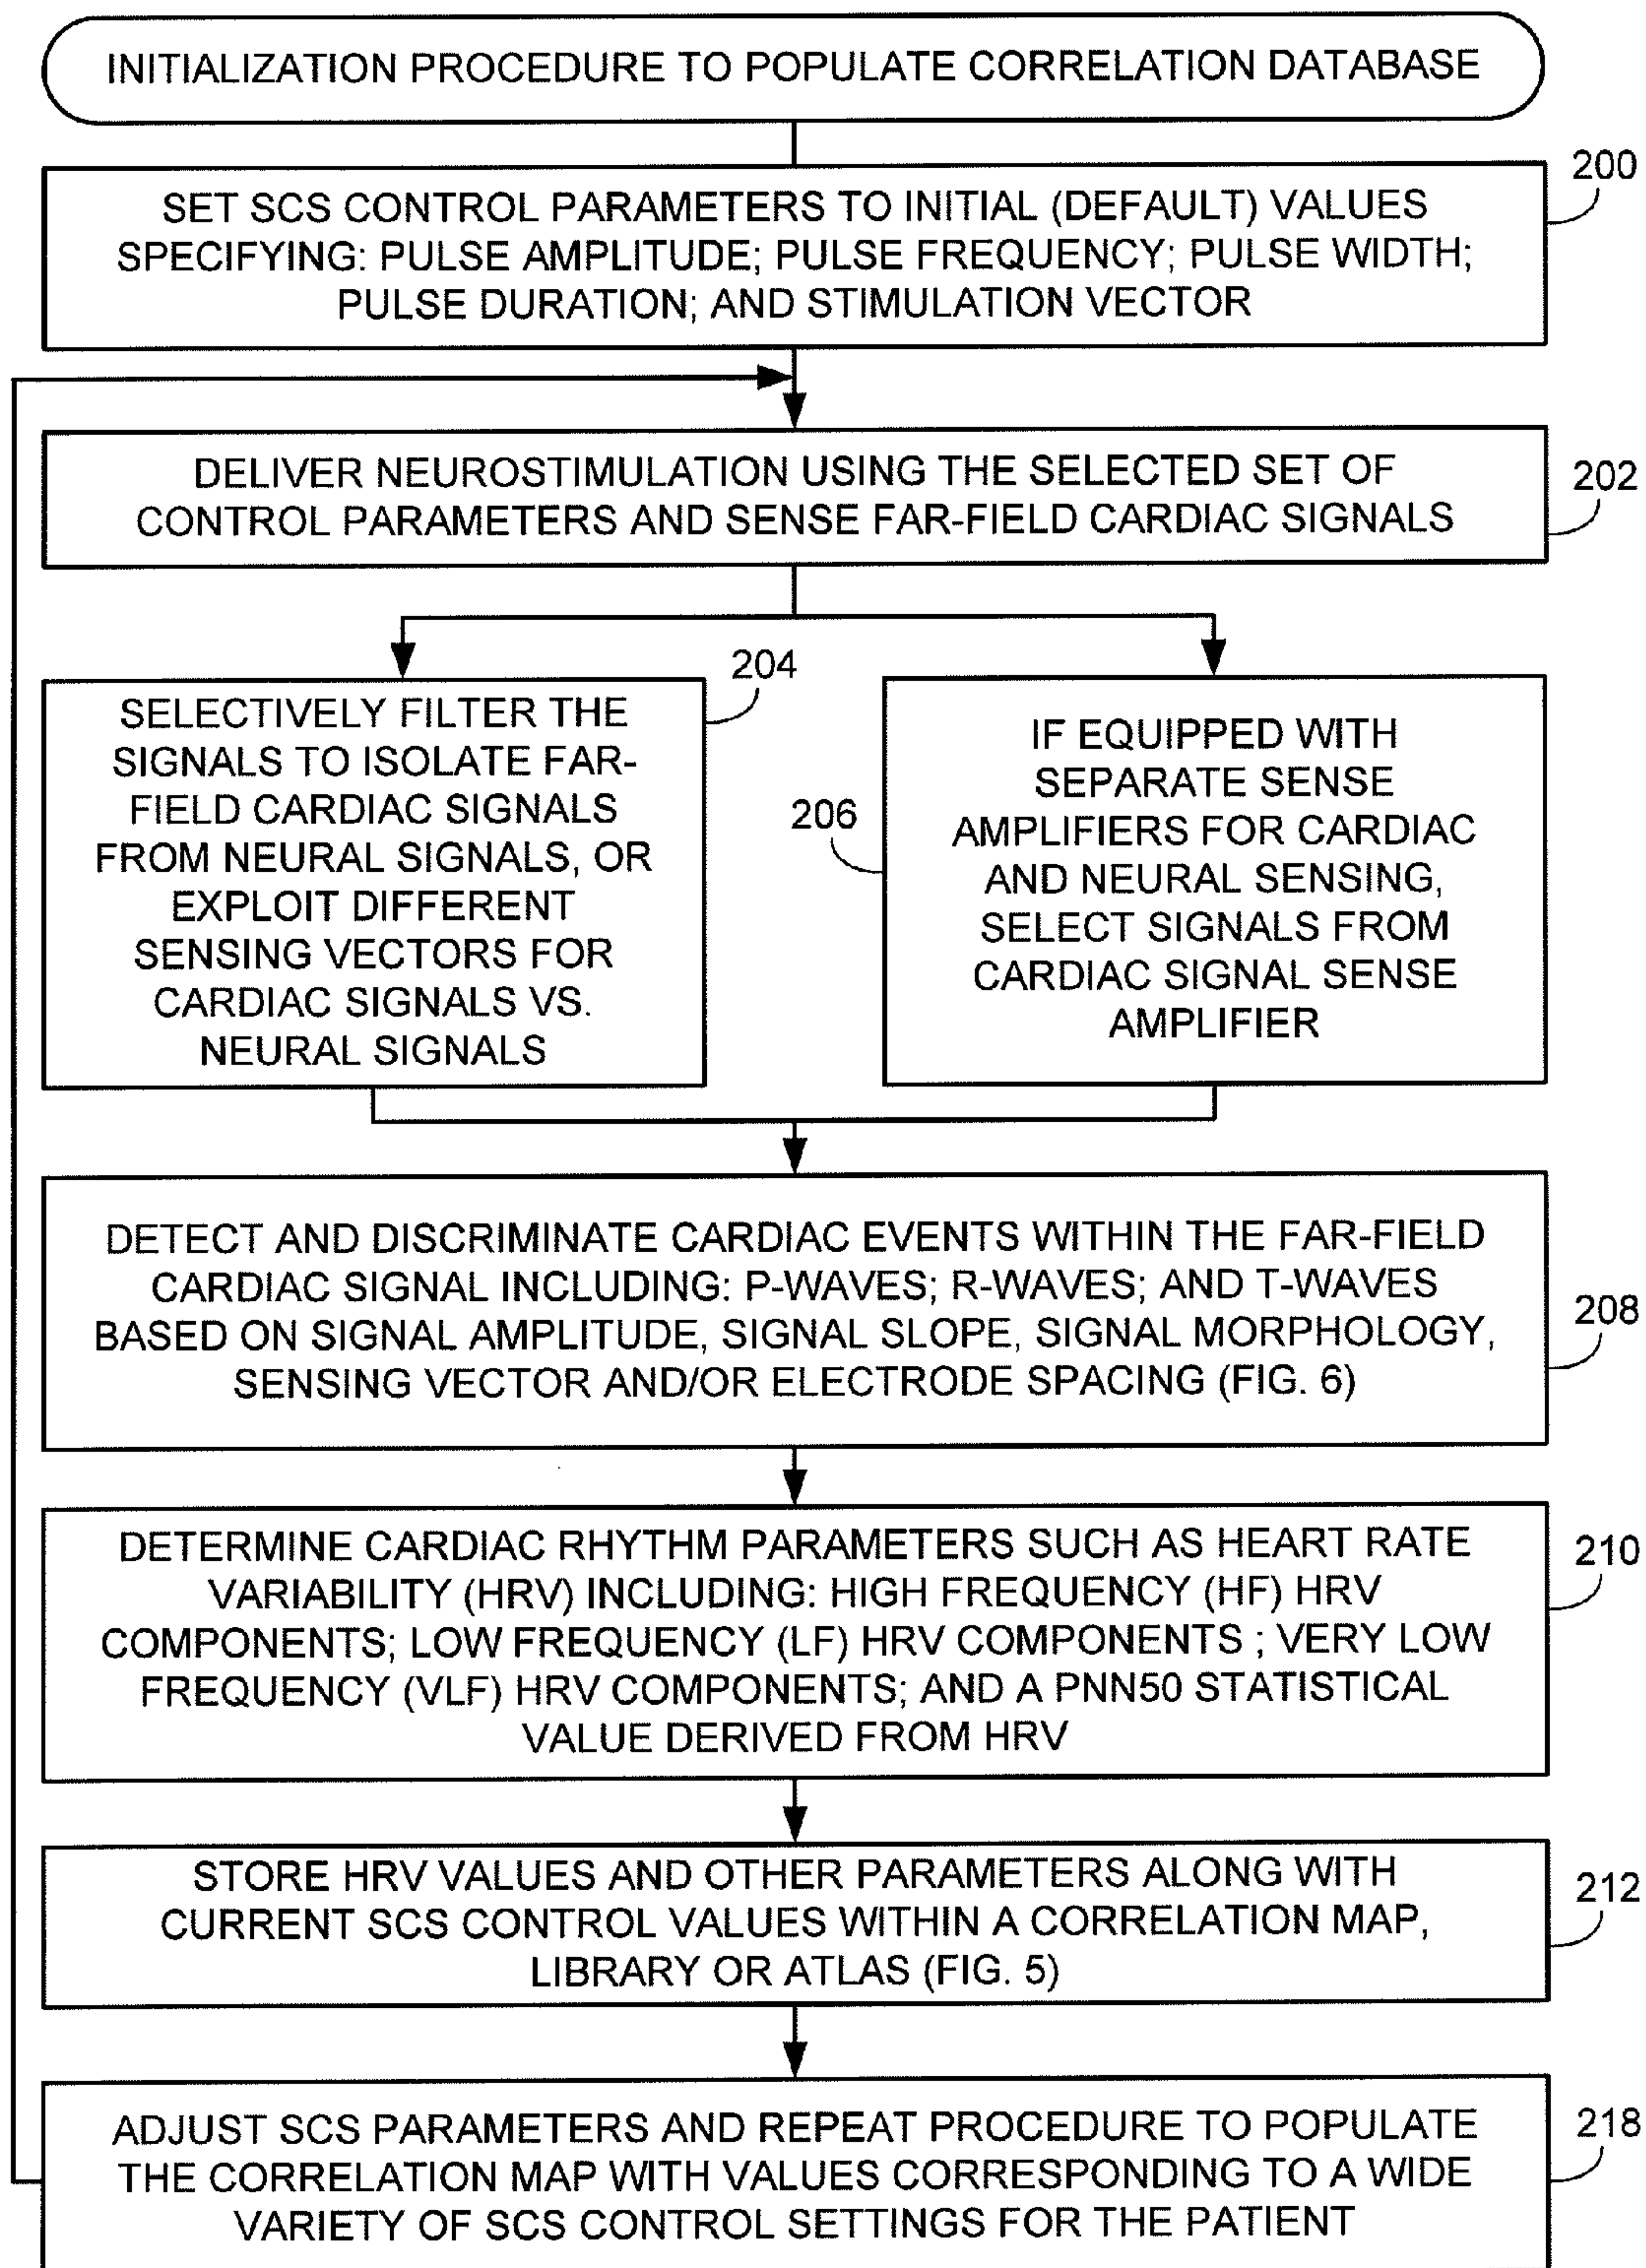 INITIALIZATION PROCEDURE TO POPULATE CORRELATION DATABASE
200
SET SCS CONTROL PARAMETERS TO INITIAL (DEFAULT) VALUES
SPECIFYING: PULSE AMPLITUDE; PULSE FREQUENCY; PULSE WIDTH;
PULSE DURATION; AND STIMULATION VECTOR
DELIVER NEUROSTIMULATION USING THE SELECTED SET OF
CONTROL PARAMETERS AND SENSE FAR-FIELD CARDIAC SIGNALS
202
204
SELECTIVELY FILTER THE
SIGNALS TO ISOLATE FAR-
FIELD CARDIAC SIGNALS
FROM NEURAL SIGNALS, OR
EXPLOIT DIFFERENT
SENSING VECTORS FOR
CARDIAC SIGNALS VS.
NEURAL SIGNALS
206
IF EQUIPPED WITH
SEPARATE SENSE
AMPLIFIERS FOR CARDIAC
AND NEURAL SENSING,
SELECT SIGNALS FROM
CARDIAC SIGNAL SENSE
AMPLIFIER
DETECT AND DISCRIMINATE CARDIAC EVENTS WITHIN THE FAR-FIELD
CARDIAC SIGNAL INCLUDING: P-WAVES; R-WAVES; AND T-WAVES
BASED ON SIGNAL AMPLITUDE, SIGNAL SLOPE, SIGNAL MORPHOLOGY,
SENSING VECTOR AND/OR ELECTRODE SPACING (FIG. 6)
208
DETERMINE CARDIAC RHYTHM PARAMETERS SUCH AS HEART RATE
VARIABILITY (HRV) INCLUDING: HIGH FREQUENCY (HF) HRV
COMPONENTS; LOW FREQUENCY (LF) HRV COMPONENTS ; VERY LOW
FREQUENCY (VLF) HRV COMPONENTS; AND A PNN50 STATISTICAL
VALUE DERIVED FROM HRV
210
STORE HRV VALUES AND OTHER PARAMETERS ALONG WITH
CURRENT SCS CONTROL VALUES WITHIN A CORRELATION MAP,
LIBRARY OR ATLAS (FIG. 5)
212
ADJUST SCS PARAMETERS AND REPEAT PROCEDURE TO POPULATE
THE CORRELATION MAP WITH VALUES CORRESPONDING TO A WIDE
VARIETY OF SCS CONTROL SETTINGS FOR THE PATIENT
218